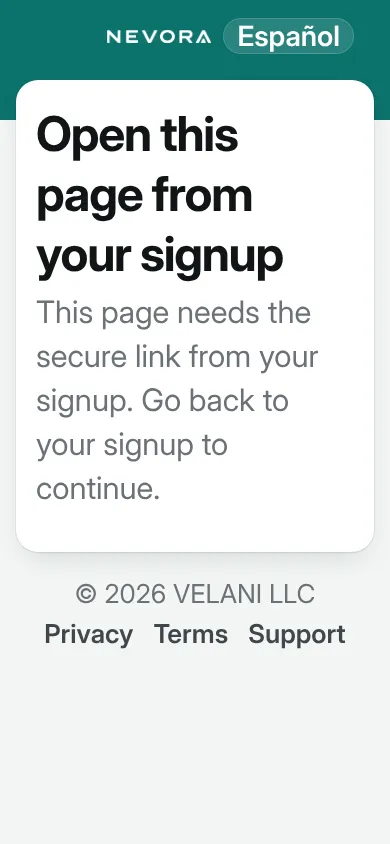 NEVORA Español
Open this
page from
your signup
This page needs the
secure link from your
signup. Go back to
your signup to
continue.
© 2026 VELANI LLC
Privacy Terms Support